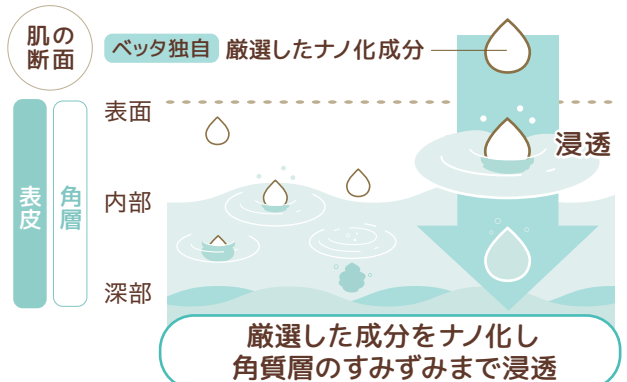 肌の
断面
ベッタ独自 厳選したナノ化成分
表面
浸透
表皮
角層
内部
深部
厳選した成分をナノ化し
角質層のすみずみまで浸透